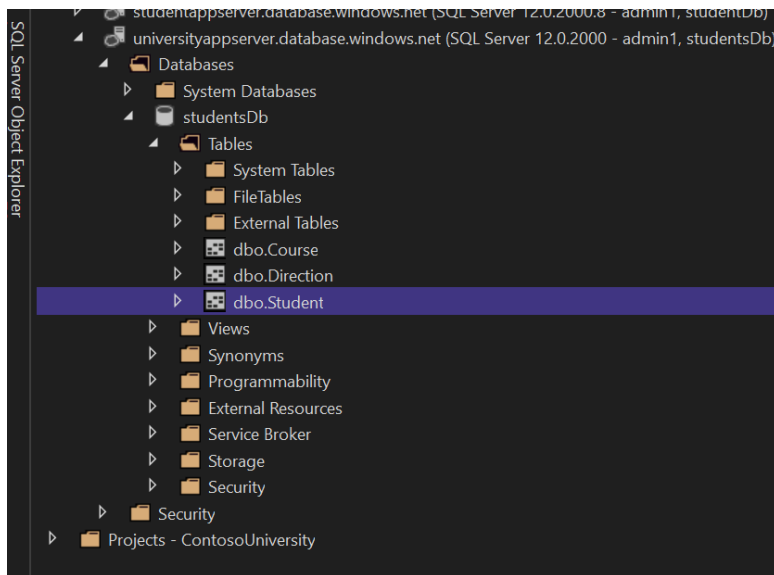 SQL Server Object Explorer
studentappserver.database.windows.net (SQL Server 12.0.2000.8 - admin1, studentDb)
universityappserver.database.windows.net (SQL Server 12.0.2000 - admin1, studentsDb)
Databases
System Databases
studentsDb
Tables
System Tables
FileTables
External Tables
dbo.Course
dbo.Direction
dbo.Student
Views
Synonyms
Programmability
External Resources
Service Broker
Storage
Security
Security
Projects - ContosoUniversity